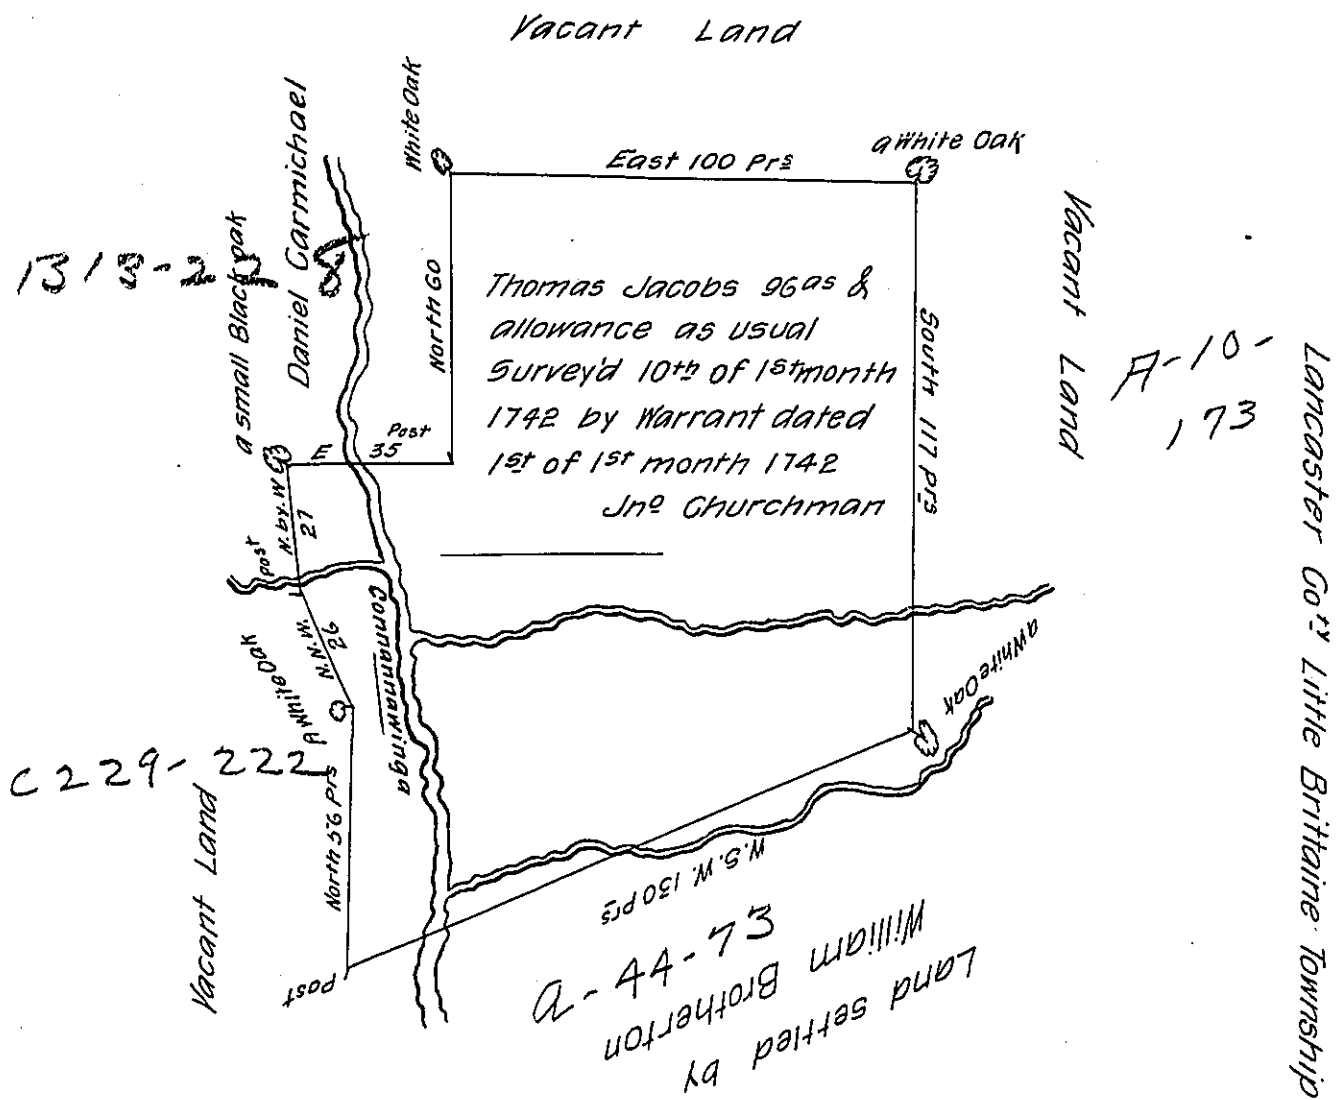 Vacant Land
White Oak
a White Oak
East 100 Prs
Daniel Carmichael
a small Black oak
North 60
Vacant Land
South 117 Prs
A-10-
173
Lancaster Coty Little Brittaine Township
Thomas Jacobs 96as &
allowance as usual
Survey'd 10th of 1st month
1742 by Warrant dated
1st of 1st month 1742
Jno Churchman
E 35
Post
N. by. W
27
Post
N.N.W.
26
A White Oak
Connannawinga
a White Oak
C229-222
Vacant Land
North 56 Prs
Post
W.S.W. 130 prs
a-44-73
Land settled by
William Brotherton